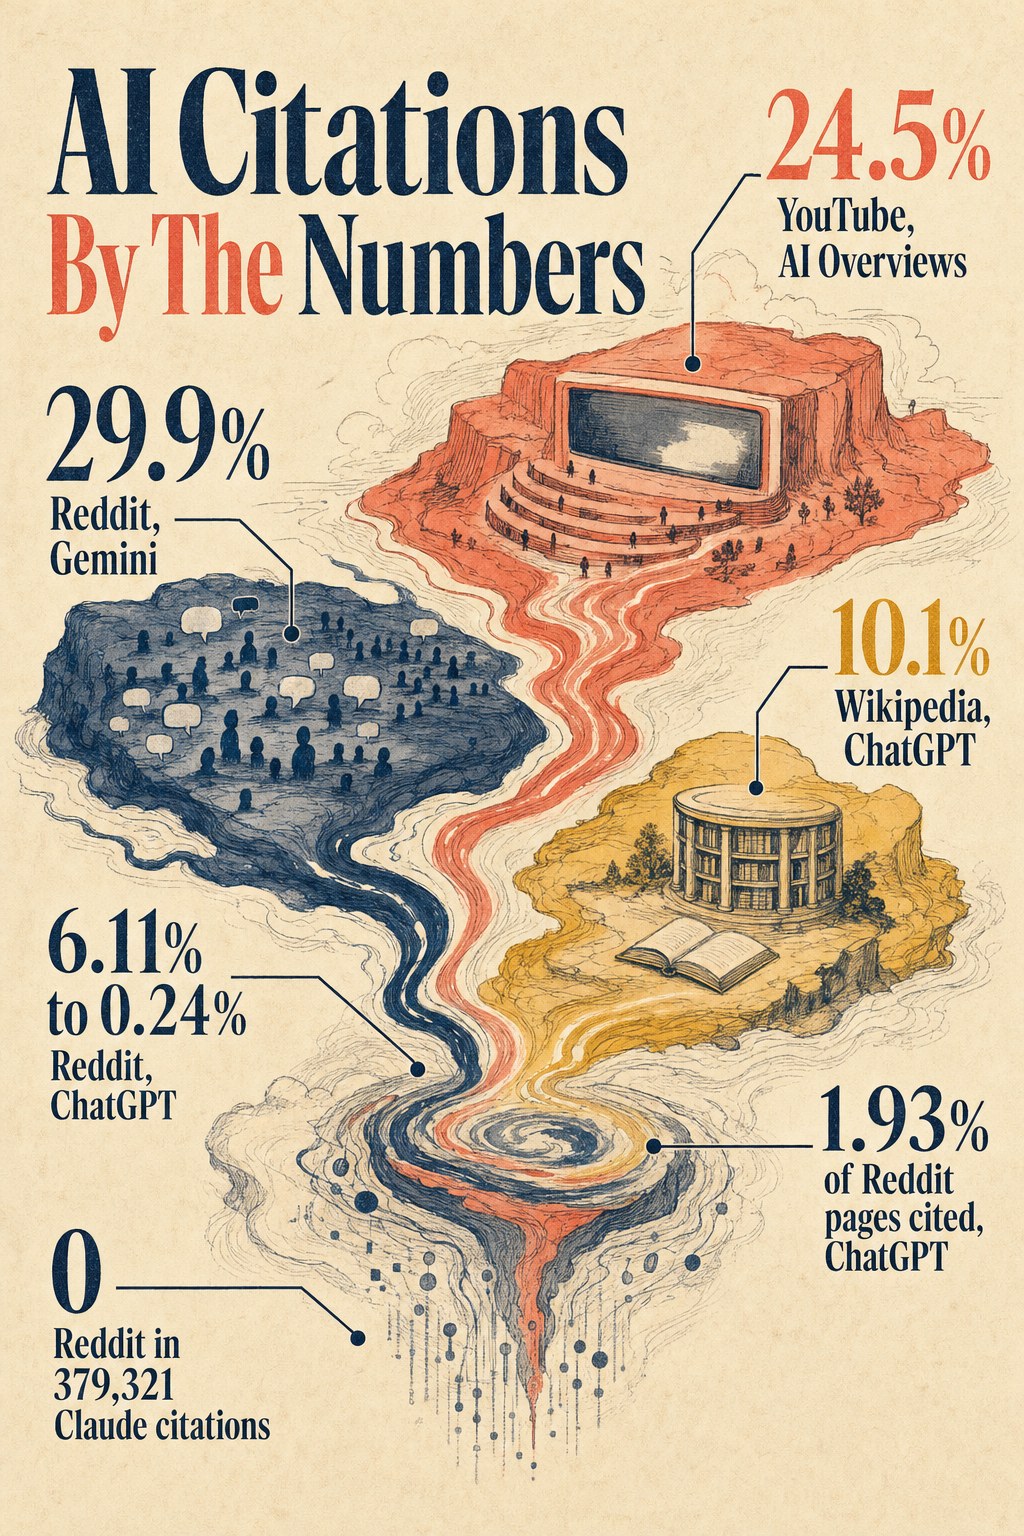 AI Citations
By The Numbers
24.5%
YouTube,
AI Overviews
29.9%
Reddit,
Gemini
10.1%
Wikipedia,
ChatGPT
6.11%
to 0.24%
Reddit,
ChatGPT
1.93%
of Reddit
pages cited,
ChatGPT
0
Reddit in
379,321
Claude citations